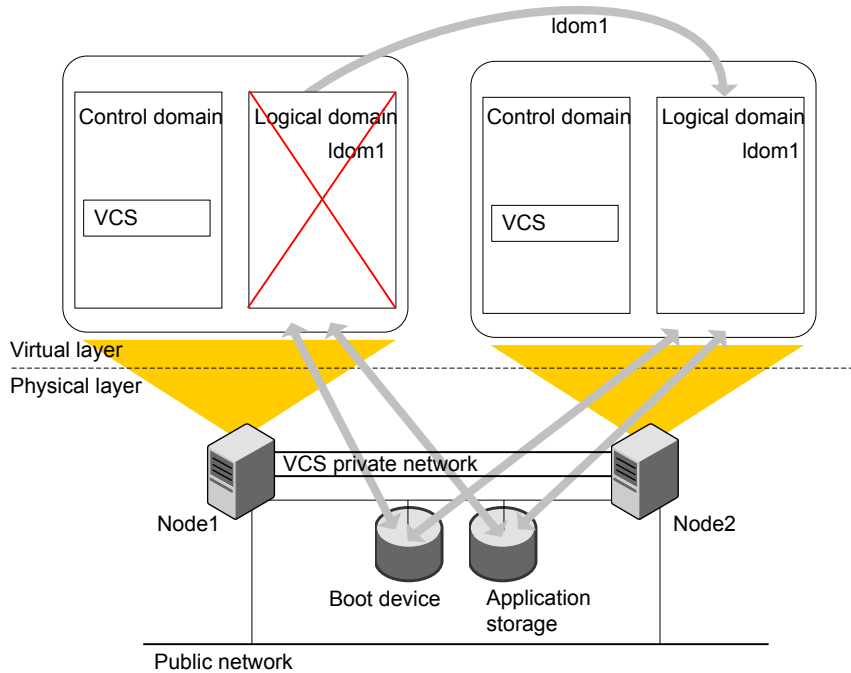 ldom1
Control domain
Logical domain
ldom1
VCS
Control domain
Logical domain
ldom1
VCS
Virtual layer
Physical layer
VCS private network
Node1
Node2
Boot device
Application
storage
Public network